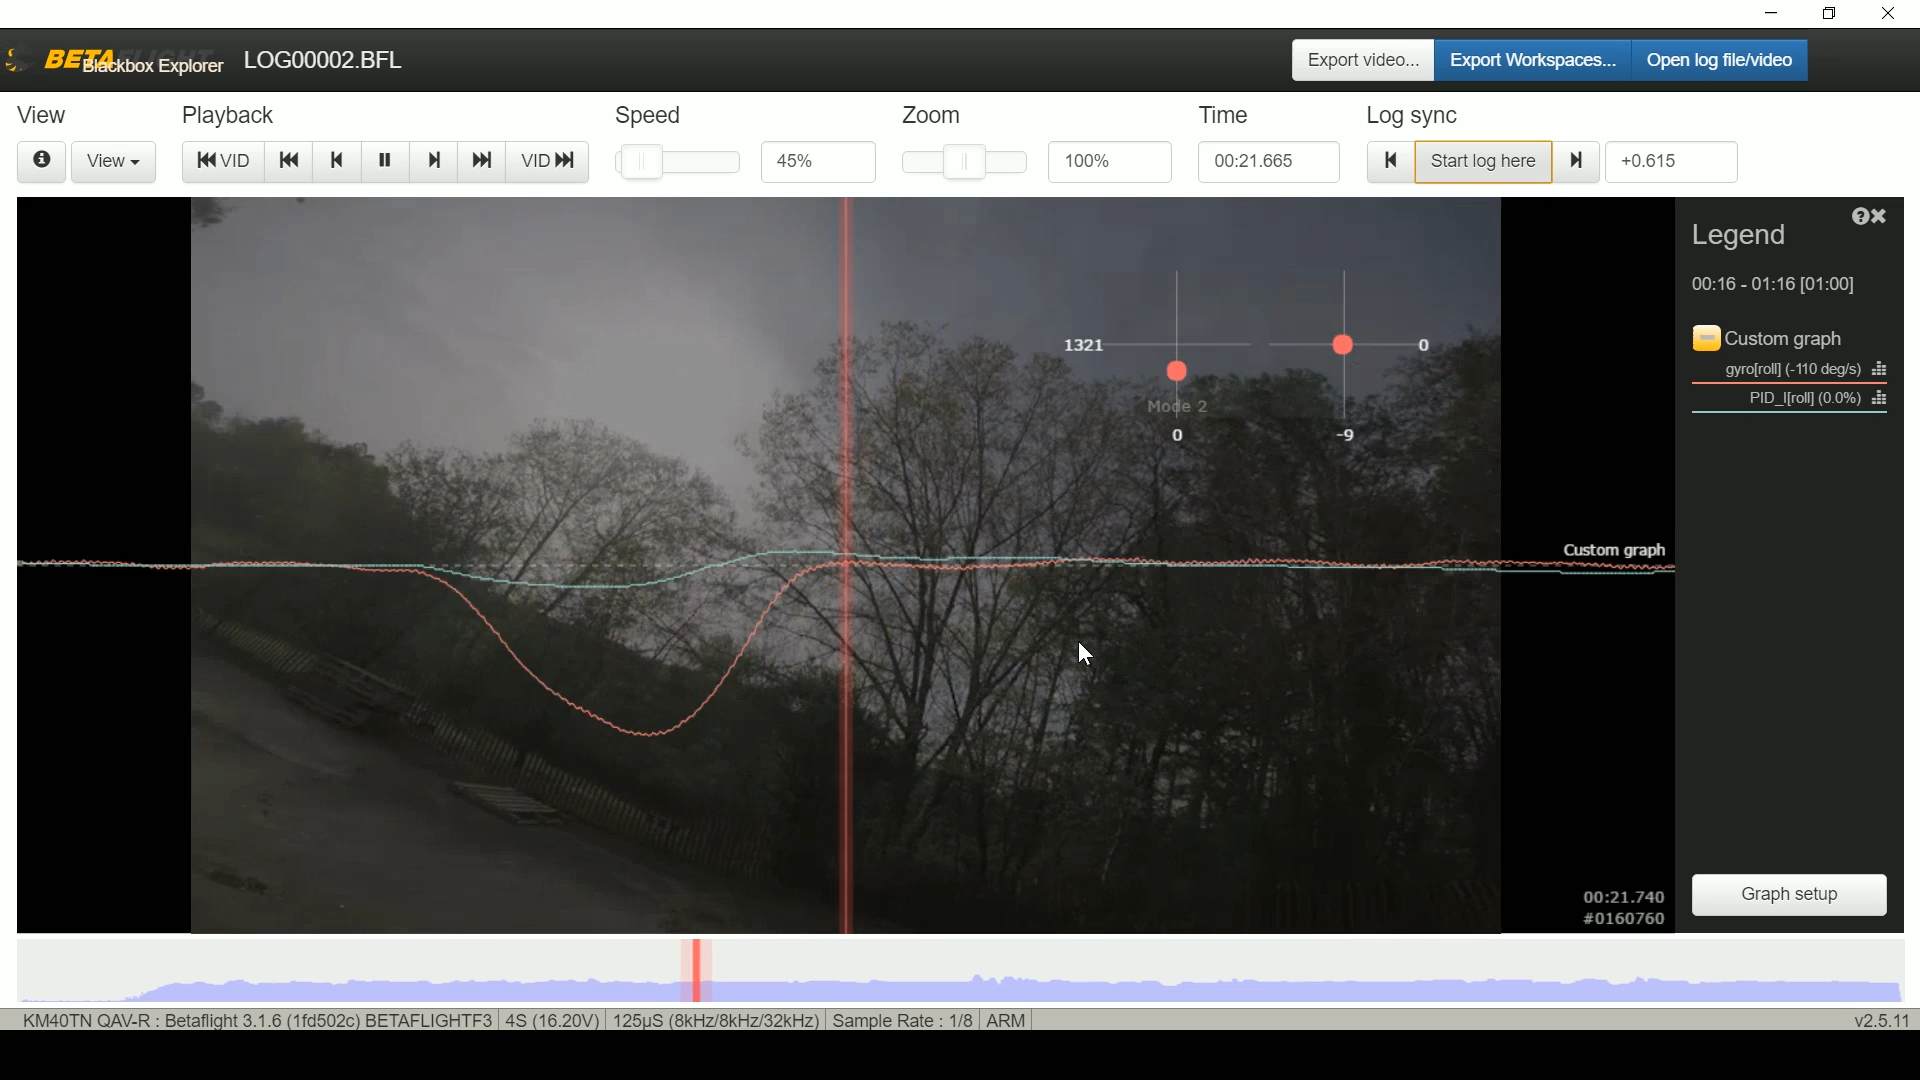 BETAFLIGHT
Blackbox Explorer
LOG00002.BFL
Export video...
Export Workspaces...
Open log file/video
View
Playback
Speed
Zoom
Time
Log sync
View
VID
VID
45%
100%
00:21.665
Start log here
+0.615
Legend
00:16 - 01:16 [01:00]
Custom graph
gyro[roll] (-110 deg/s)
PID_I[roll] (0.0%)
1321
0
Mode 2
0
-9
Custom graph
00:21.740
#0160760
Graph setup
KM40TN QAV-R : Betaflight 3.1.6 (1fd502c) BETAFLIGHTF3
4S (16.20V)
125µS (8kHz/8kHz/32kHz)
Sample Rate : 1/8
ARM
v2.5.11